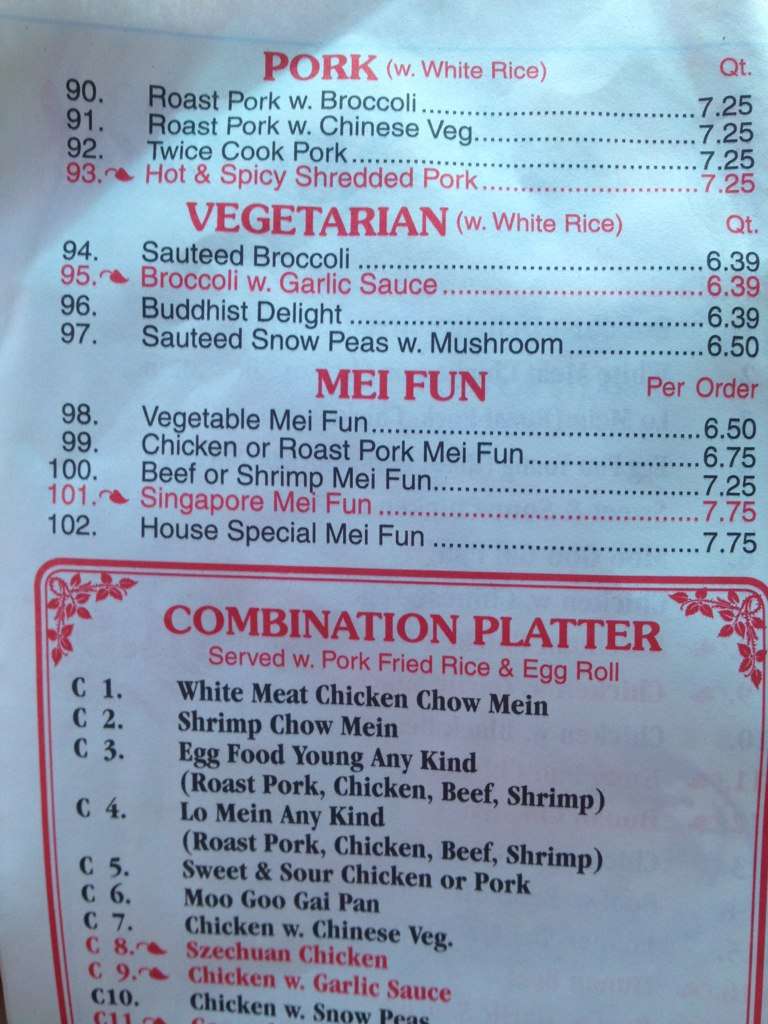 PORK (w. White Rice) Qt.
90. Roast Pork w. Broccoli 7.25
91. Roast Pork w. Chinese Veg. 7.25
92. Twice Cook Pork 7.25
93. Hot & Spicy Shredded Pork 7.25
VEGETARIAN (w. White Rice) Qt.
94. Sauteed Broccoli 6.39
95. Broccoli w. Garlic Sauce 6.39
96. Buddhist Delight 6.39
97. Sauteed Snow Peas w. Mushroom 6.50
MEI FUN Per Order
98. Vegetable Mei Fun 6.50
99. Chicken or Roast Pork Mei Fun 6.75
100. Beef or Shrimp Mei Fun 7.25
101. Singapore Mei Fun 7.75
102. House Special Mei Fun 7.75
COMBINATION PLATTER
Served w. Pork Fried Rice & Egg Roll
C 1. White Meat Chicken Chow Mein
C 2. Shrimp Chow Mein
C 3. Egg Food Young Any Kind
(Roast Pork, Chicken, Beef, Shrimp)
C 4. Lo Mein Any Kind
(Roast Pork, Chicken, Beef, Shrimp)
C 5. Sweet & Sour Chicken or Pork
C 6. Moo Goo Gai Pan
C 7. Chicken w. Chinese Veg.
C 8. Szechuan Chicken
C 9. Chicken w. Garlic Sauce
C10. Chicken w. Snow Peas
C11.